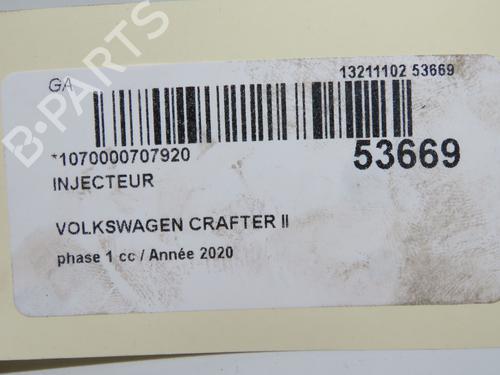 GA
13211102 53669
*1070000707920
53669
INJECTEUR
VOLKSWAGEN CRAFTER II
phase 1 cc / Année 2020
B-PARTS